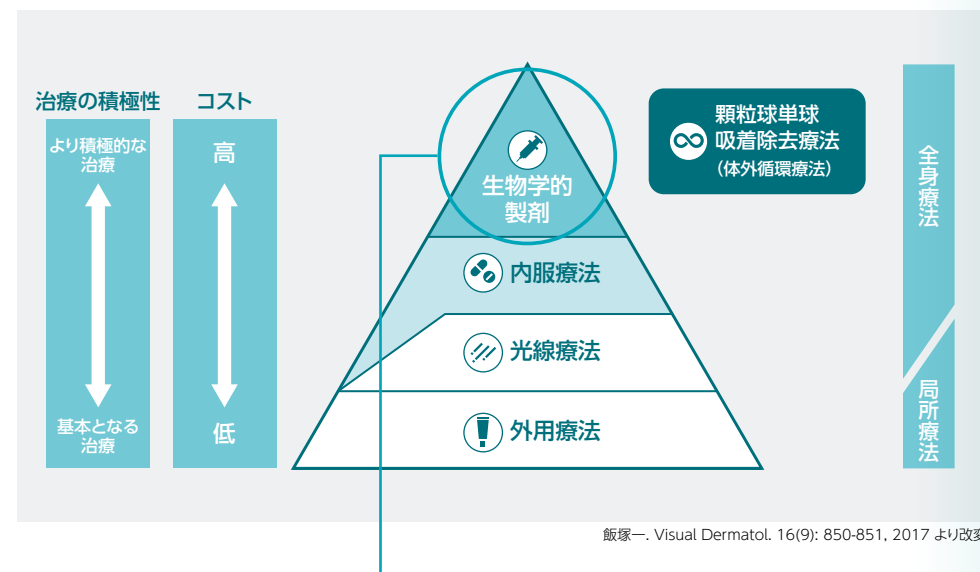 治療の積極性
コスト
より積極的な
治療
高
基本となる
治療
低
生物学的
製剤
内服療法
光線療法
外用療法
顆粒球単球
吸着除去療法
(体外循環療法)
全身療法
局所療法
飯塚一. Visual Dermatol. 16(9): 850-851, 2017 より改変